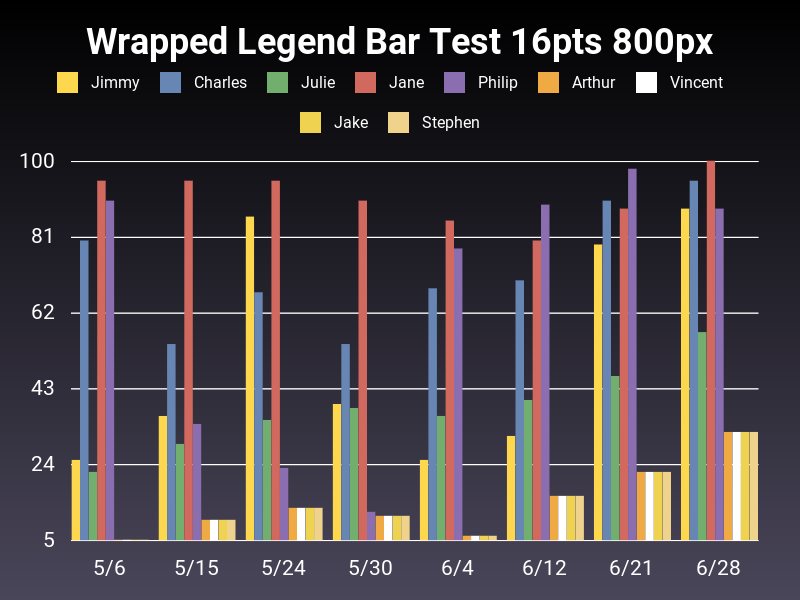 Wrapped Legend Bar Test 16pts 800px
Jimmy Charles Julie Jane Philip Arthur Vincent
Jake Stephen
100
81
62
43
24
5
5/6 5/15 5/24 5/30 6/4 6/12 6/21 6/28